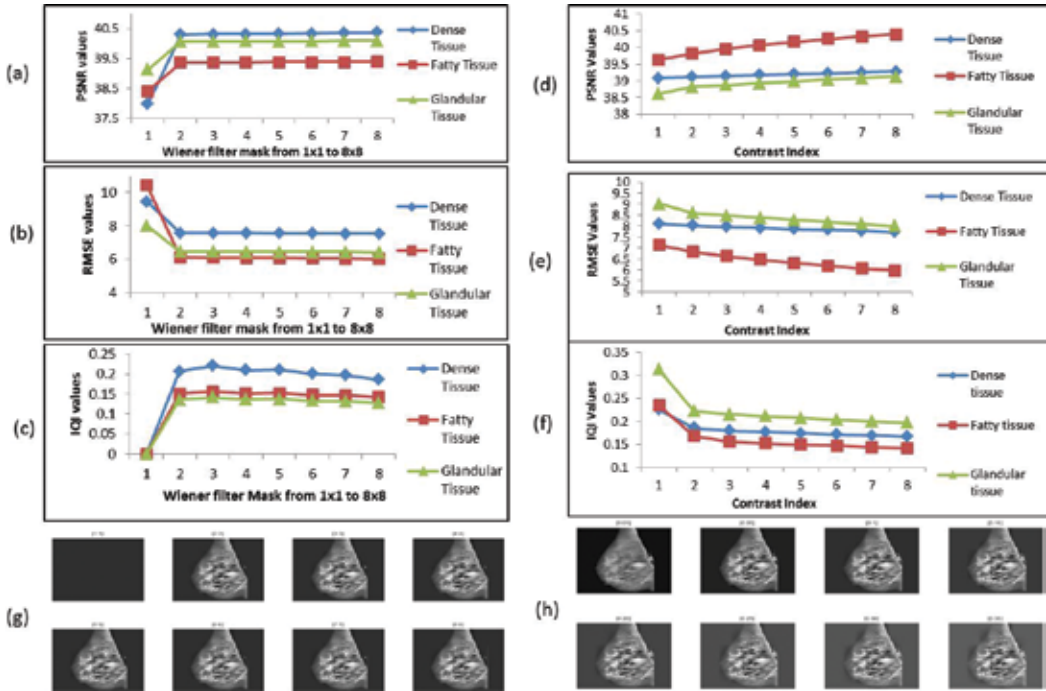 (a)
PSNR values
40.5
39.5
38.5
37.5
1 2 3 4 5 6 7 8
Wiener filter mask from 1x1 to 8x8
Dense
Tissue
Fatty Tissue
Glandular
Tissue
(b)
RMSE values
10
8
6
4
1 2 3 4 5 6 7 8
Wiener filter mask from 1x1 to 8x8
Dense
Tissue
Fatty
Tissue
Glandular
Tissue
(c)
IQI values
0.25
0.2
0.15
0.1
0.05
0
1 2 3 4 5 6 7 8
Wiener filter Mask from 1x1 to 8x8
Dense
Tissue
Fatty
Tissue
Glandular
Tissue
(g)
(d)
PSNR Values
41
40.5
40
39.5
39
38.5
38
1 2 3 4 5 6 7 8
Contrast Index
Dense
Tissue
Fatty Tissue
Glandular
Tissue
(e)
RMSE Values
10
9.5
9
8.5
8
7.5
7
6.5
6
5.5
5
1 2 3 4 5 6 7 8
Contrast Index
Dense Tissue
Fatty Tissue
Glandular
Tissue
(f)
IQI Values
0.35
0.3
0.25
0.2
0.15
0.1
1 2 3 4 5 6 7 8
Contrast Index
Dense
tissue
Fatty tissue
Glandular
tissue
(h)